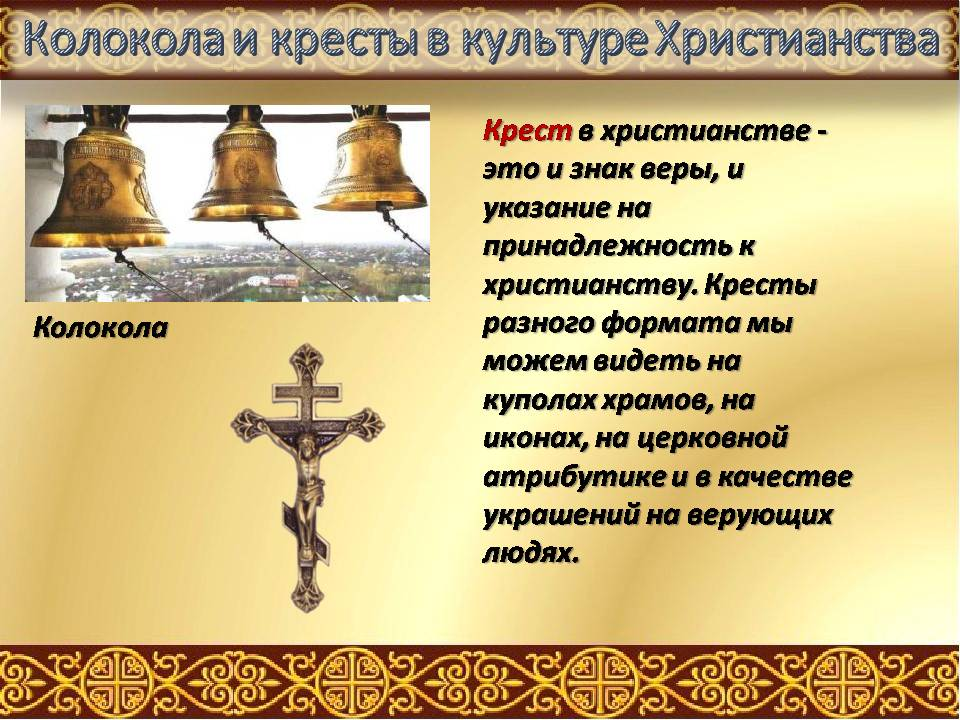 Колокола и кресты в культуре Христианства
Колокола
Крест в христианстве -
это и знак веры, и
указание на
принадлежность к
христианству. Кресты
разного формата мы
можем видеть на
куполах храмов, на
иконах, на церковной
атрибутике и в качестве
украшений на верующих
людях.